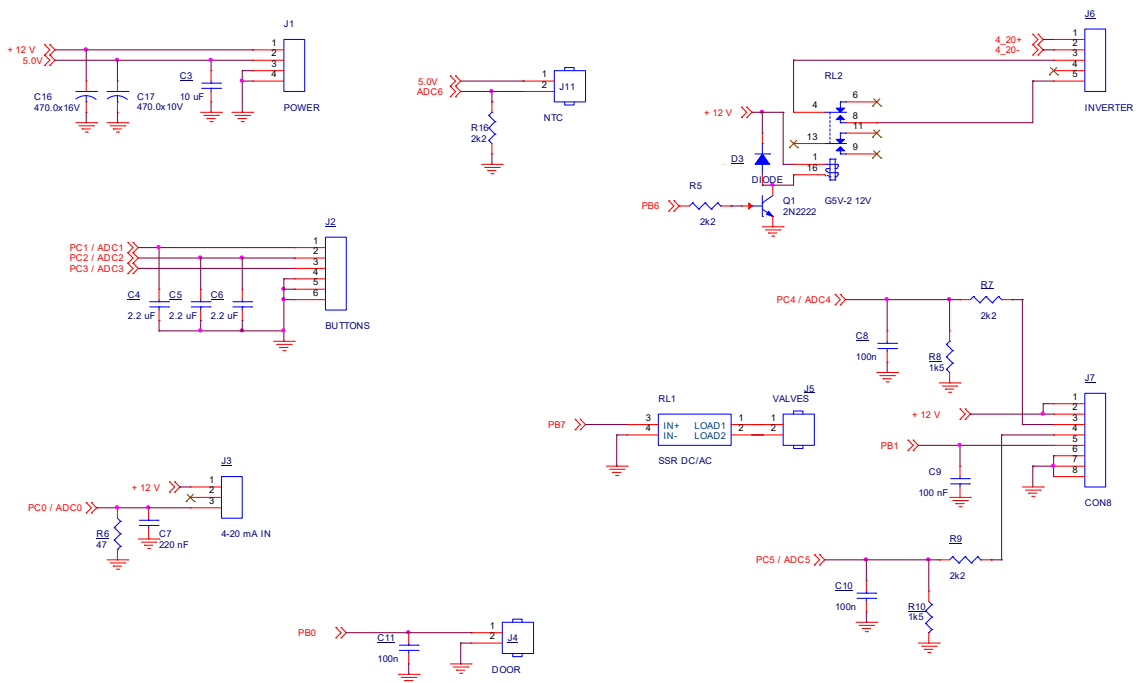 J1
+ 12 V
5.0V
1
2
3
4
C3
10 uF
C16
470.0x16V
C17
470.0x10V
POWER
5.0V
ADC6
1
2
J11
R16
2k2
NTC
J6
4_20+
4_20-
1
2
3
4
5
INVERTER
RL2
4
6
8
11
13
9
1
16
+ 12 V
D3
DIODE
R5
2k2
PB6
Q1
2N2222
G5V-2 12V
J2
PC1 / ADC1
PC2 / ADC2
PC3 / ADC3
1
2
3
4
5
6
C4
C5
C6
2.2 uF
2.2 uF
2.2 uF
BUTTONS
PC4 / ADC4
R7
2k2
C8
100n
R8
1k5
J7
1
2
3
4
5
6
7
8
+ 12 V
PB1
C9
100 nF
CON8
RL1
VALVES
J5
PB7
3
4
IN+
IN-
LOAD1
LOAD2
1
2
1
2
SSR DC/AC
J3
+ 12 V
1
2
3
PC0 / ADC0
R6
47
C7
220 nF
4-20 mA IN
PC5 / ADC5
R9
2k2
C10
100n
R10
1k5
PB0
C11
100n
1
2
J4
DOOR